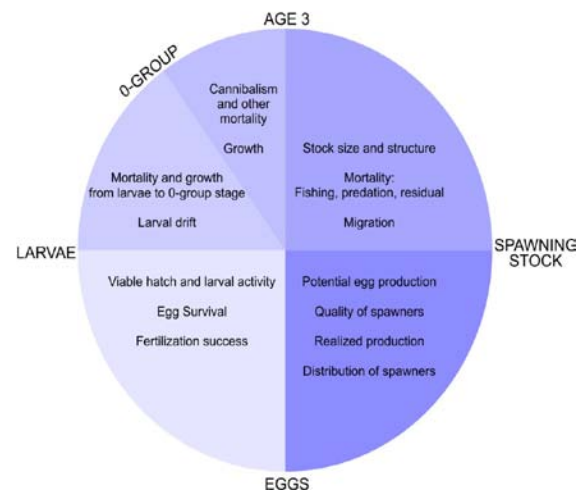 AGE 3
0-GROUP
Cannibalism
and other
mortality
Growth
Stock size and structure
Mortality and growth
from larvae to 0-group stage
Mortality:
Fishing, predation, residual
Larval drift
Migration
LARVAE
SPAWNING
STOCK
Viable hatch and larval activity
Egg Survival
Fertilization success
Potential egg production
Quality of spawners
Realized production
Distribution of spawners
EGGS